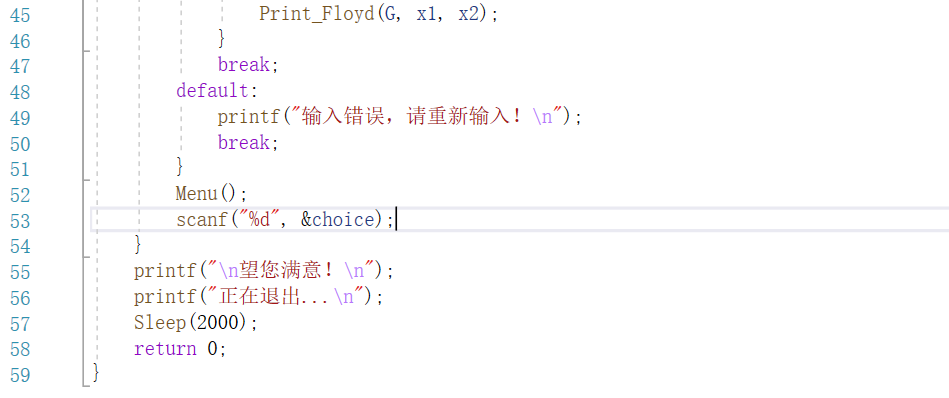 45 Print_Floyd(G, x1, x2);
46 }
47 break;
48 default:
49 printf("输入错误，请重新输入！\n");
50 break;
51 }
52 Menu();
53 scanf("%d", &choice);
54 }
55 printf("\n望您满意！\n");
56 printf("正在退出...\n");
57 Sleep(2000);
58 return 0;
59 }